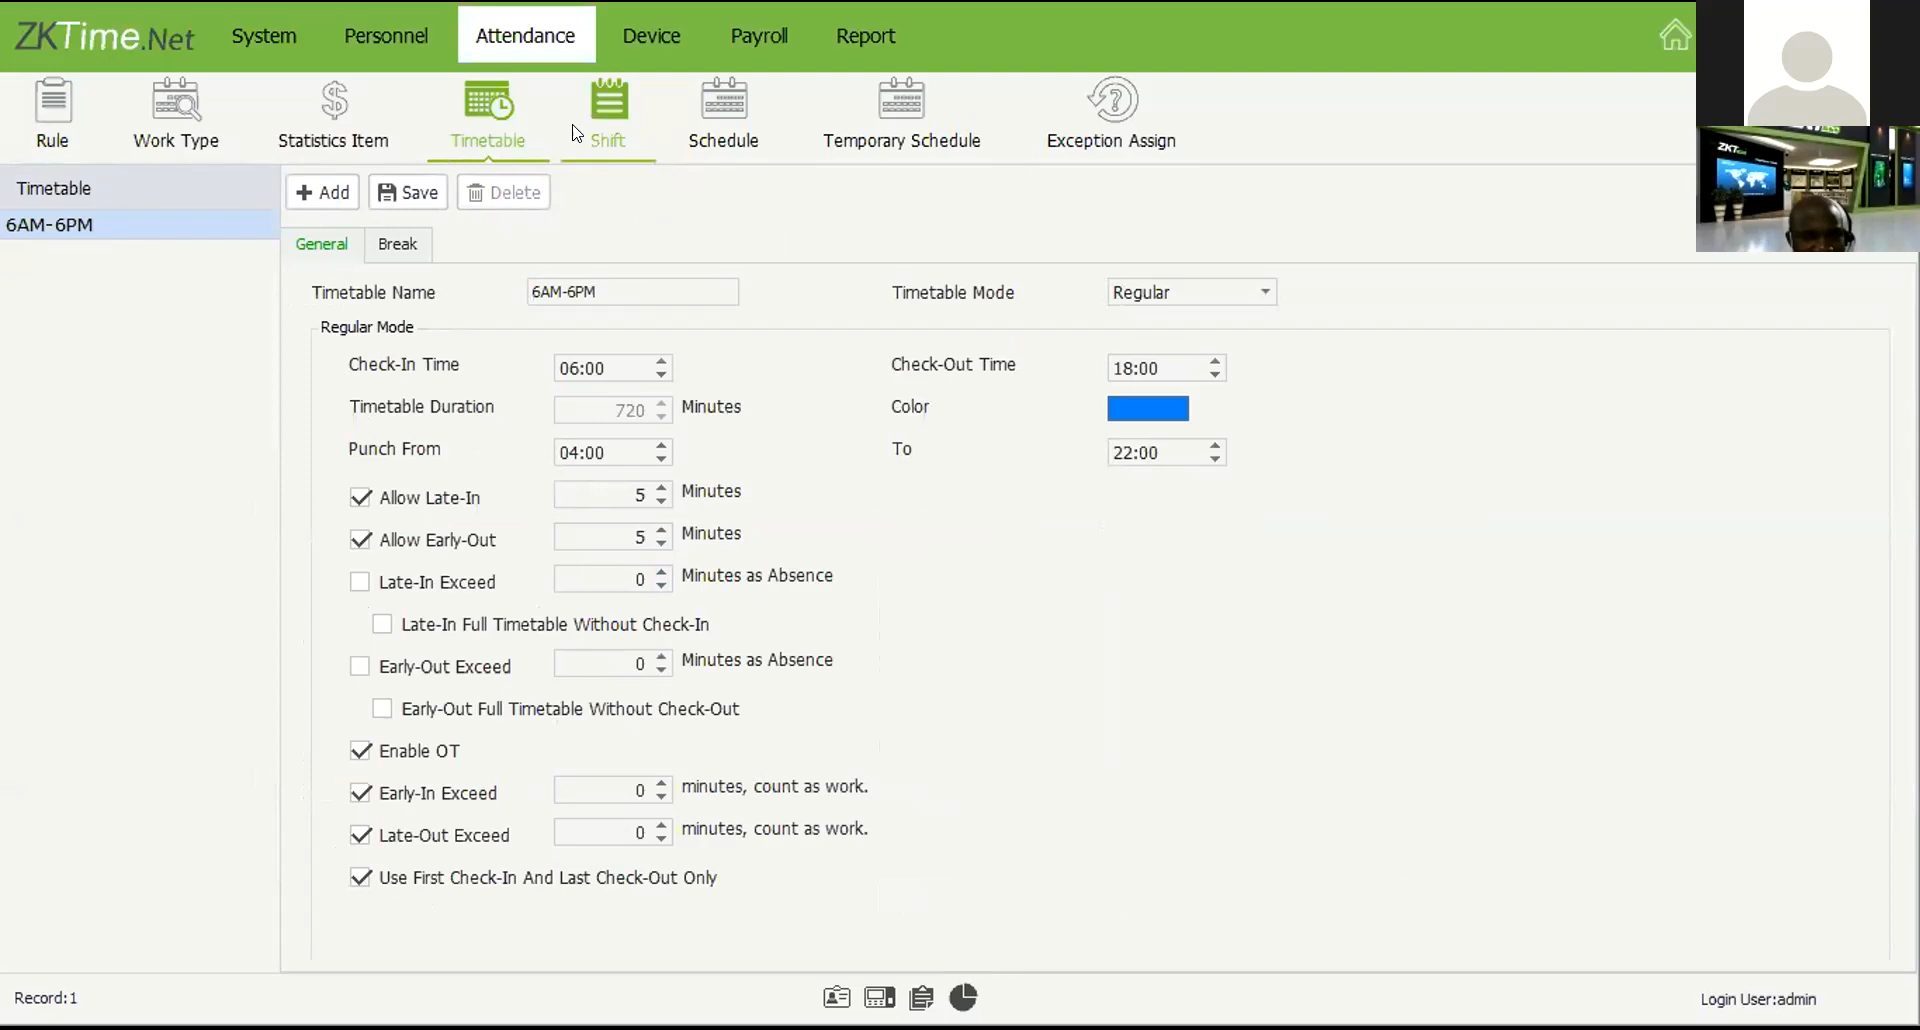 ZKTime.Net System Personnel Attendance Device Payroll Report
Rule Work Type Statistics Item Timetable Shift Schedule Temporary Schedule Exception Assign
Timetable
6AM-6PM
Add Save Delete
General Break
Timetable Name 6AM-6PM Timetable Mode Regular
Regular Mode
Check-In Time 06:00 Check-Out Time 18:00
Timetable Duration 720 Minutes Color
Punch From 04:00 To 22:00
Allow Late-In 5 Minutes
Allow Early-Out 5 Minutes
Late-In Exceed 0 Minutes as Absence
Late-In Full Timetable Without Check-In
Early-Out Exceed 0 Minutes as Absence
Early-Out Full Timetable Without Check-Out
Enable OT
Early-In Exceed 0 minutes, count as work.
Late-Out Exceed 0 minutes, count as work.
Use First Check-In And Last Check-Out Only
Record:1 Login User:admin